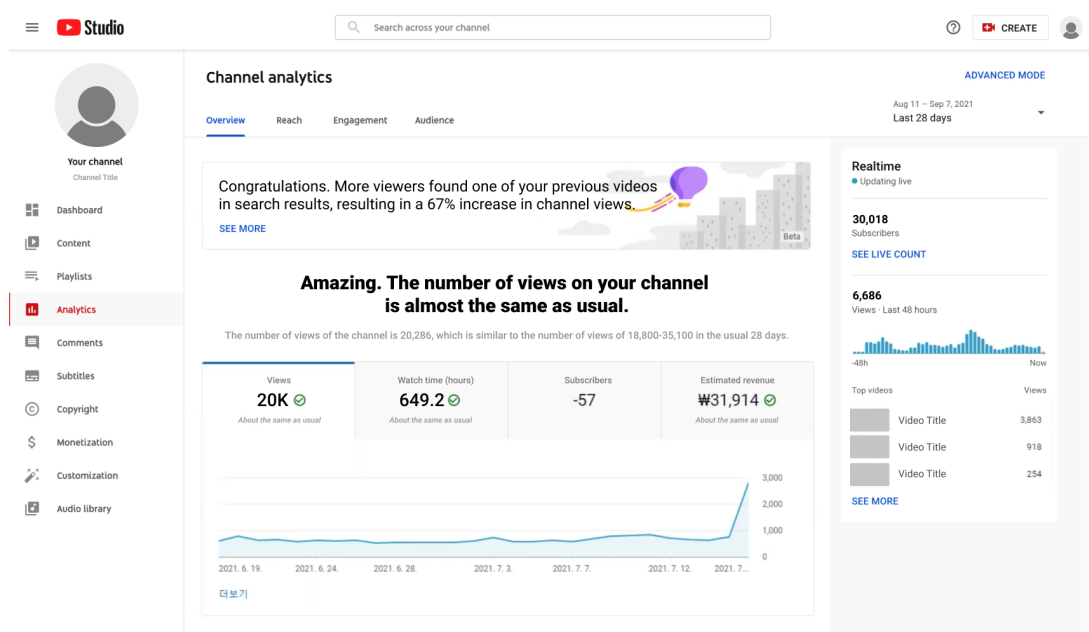 Studio
Search across your channel
CREATE
Your channel
Channel Title
Dashboard
Content
Playlists
Analytics
Comments
Subtitles
Copyright
Monetization
Customization
Audio library
Channel analytics
ADVANCED MODE
Overview Reach Engagement Audience
Aug 11 – Sep 7, 2021
Last 28 days
Congratulations. More viewers found one of your previous videos
in search results, resulting in a 67% increase in channel views.
SEE MORE
Beta
Amazing. The number of views on your channel
is almost the same as usual.
The number of views of the channel is 20,286, which is similar to the number of views of 18,800-35,100 in the usual 28 days.
Views
20K
About the same as usual
Watch time (hours)
649.2
About the same as usual
Subscribers
-57
Estimated revenue
₩31,914
About the same as usual
3,000
2,000
1,000
0
2021. 6. 19. 2021. 6. 24. 2021. 6. 28. 2021. 7. 3. 2021. 7. 7. 2021. 7. 12. 2021. 7...
더보기
Realtime
Updating live
30,018
Subscribers
SEE LIVE COUNT
6,686
Views · Last 48 hours
-48h Now
Top videos Views
Video Title 3,863
Video Title 918
Video Title 254
SEE MORE